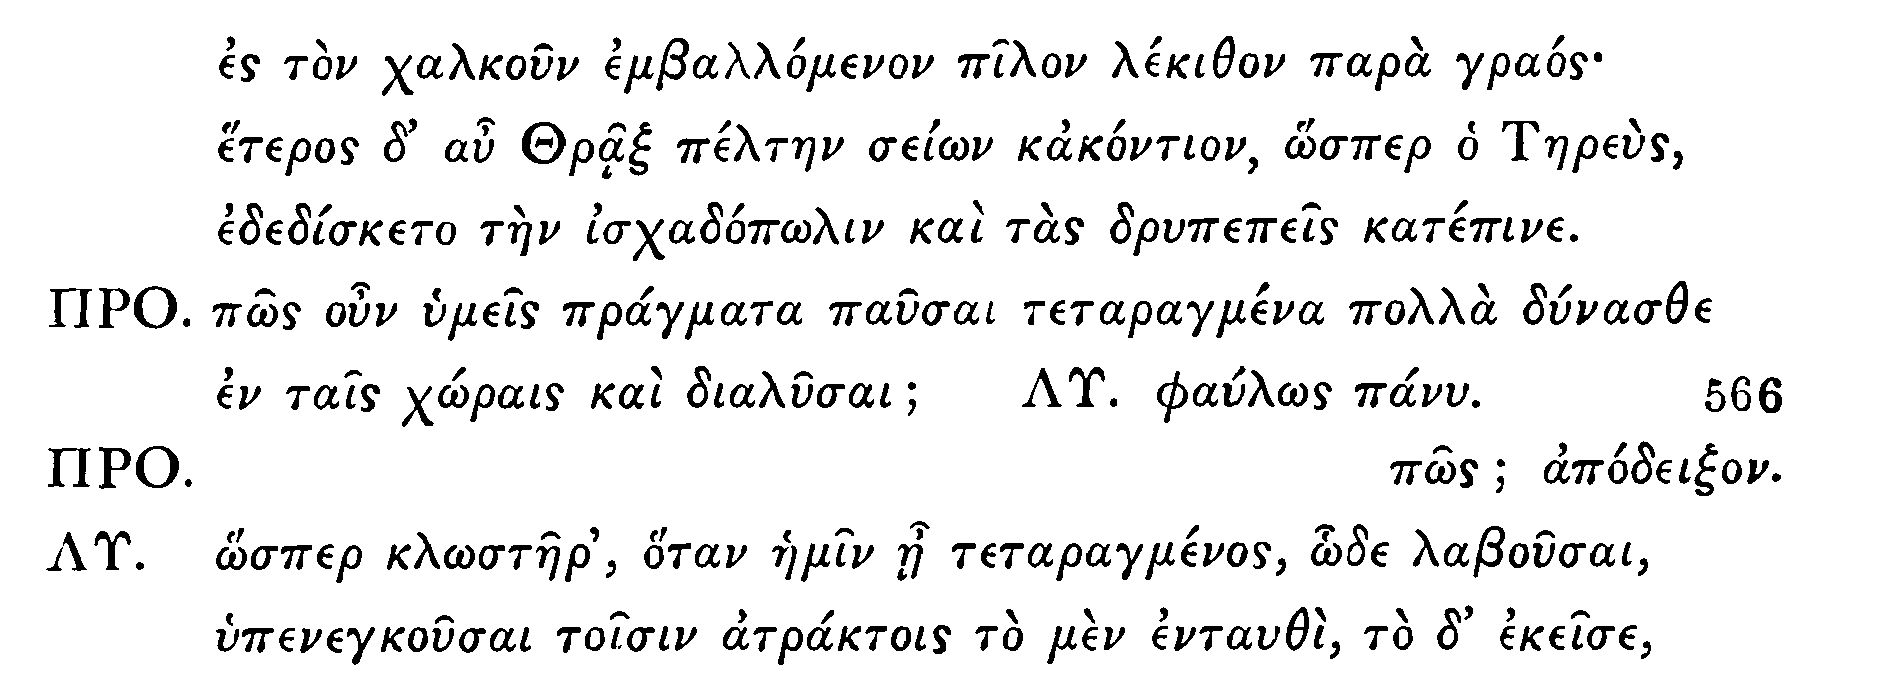 ἐς τὸν χαλκοῦν ἐμβαλλόμενον πῖλον λέκιθον παρὰ γραός·
ἕτερος δ’ αὖ Θρᾷξ πέλτην σείων κἀκόντιον, ὥσπερ ὁ Τηρεὺς,
ἐδεδίσκετο τὴν ἰσχαδόπωλιν καὶ τὰς δρυπεπεῖς κατέπινε.
ΠΡΟ. πῶς οὖν ὑμεῖς πράγματα παῦσαι τεταραγμένα πολλὰ δύνασθε
ἐν ταῖς χώραις καὶ διαλῦσαι; ΛΥ. φαύλως πάνυ. 566
ΠΡΟ. πῶς; ἀπόδειξον.
ΛΥ. ὥσπερ κλωστῆρ’, ὅταν ἡμῖν ᾖ τεταραγμένος, ὧδε λαβοῦσαι,
ὑπενεγκοῦσαι τοῖσιν ἀτράκτοις τὸ μὲν ἐνταυθὶ, τὸ δ’ ἐκεῖσε,